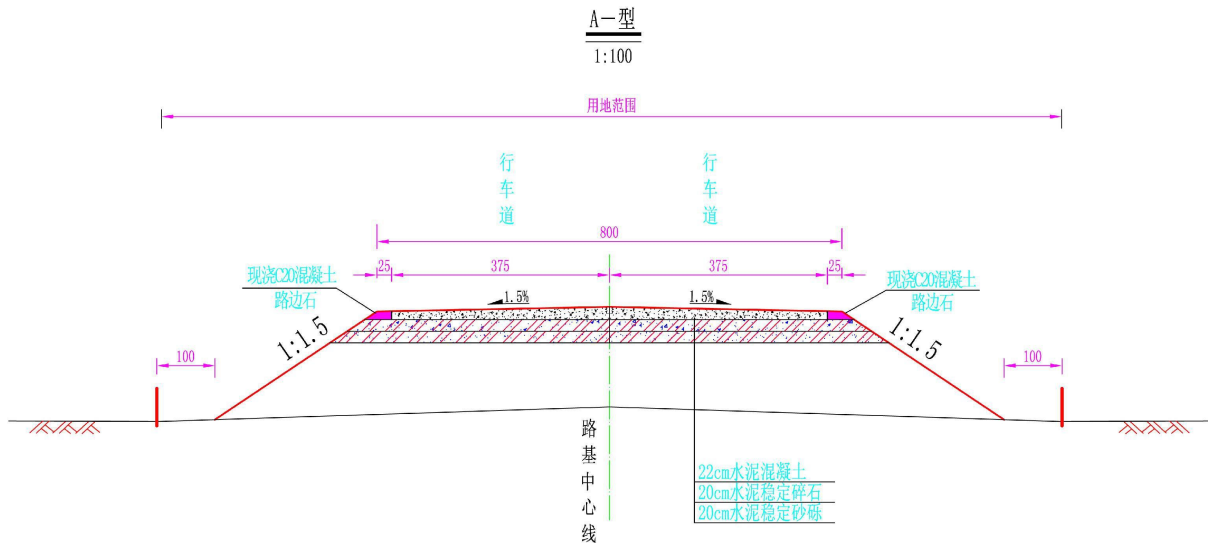 A—型
1:100
用地范围
行车道
行车道
800
25
375
375
25
现浇C20混凝土
路边石
现浇C20混凝土
路边石
1.5%
1.5%
1:1.5
1:1.5
100
100
路基中心线
22cm水泥混凝土
20cm水泥稳定碎石
20cm水泥稳定砂砾